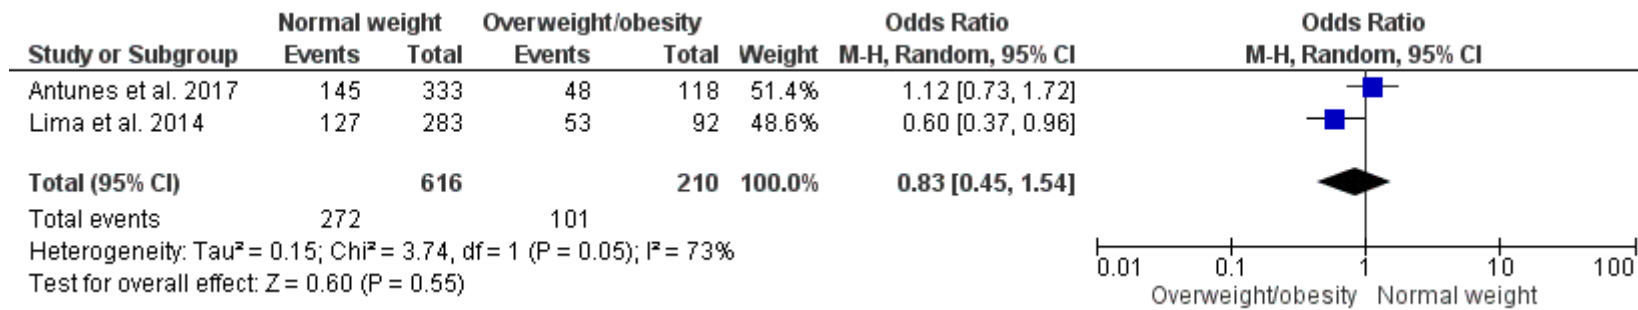 Normal weight Overweight/obesity Odds Ratio Odds Ratio
Study or Subgroup Events Total Events Total Weight M-H, Random, 95% CI M-H, Random, 95% CI
Antunes et al. 2017 145 333 48 118 51.4% 1.12 [0.73, 1.72]
Lima et al. 2014 127 283 53 92 48.6% 0.60 [0.37, 0.96]
Total (95% CI) 616 210 100.0% 0.83 [0.45, 1.54]
Total events 272 101
Heterogeneity: Tau² = 0.15; Chi² = 3.74, df = 1 (P = 0.05); I² = 73%
Test for overall effect: Z = 0.60 (P = 0.55)
0.01 0.1 1 10 100
Overweight/obesity Normal weight